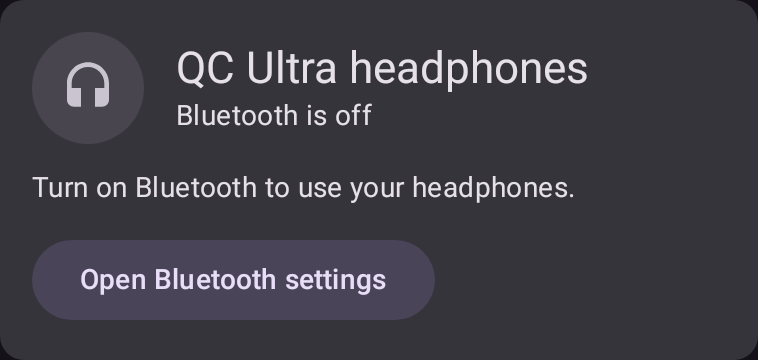 QC Ultra headphones
Bluetooth is off
Turn on Bluetooth to use your headphones.
Open Bluetooth settings